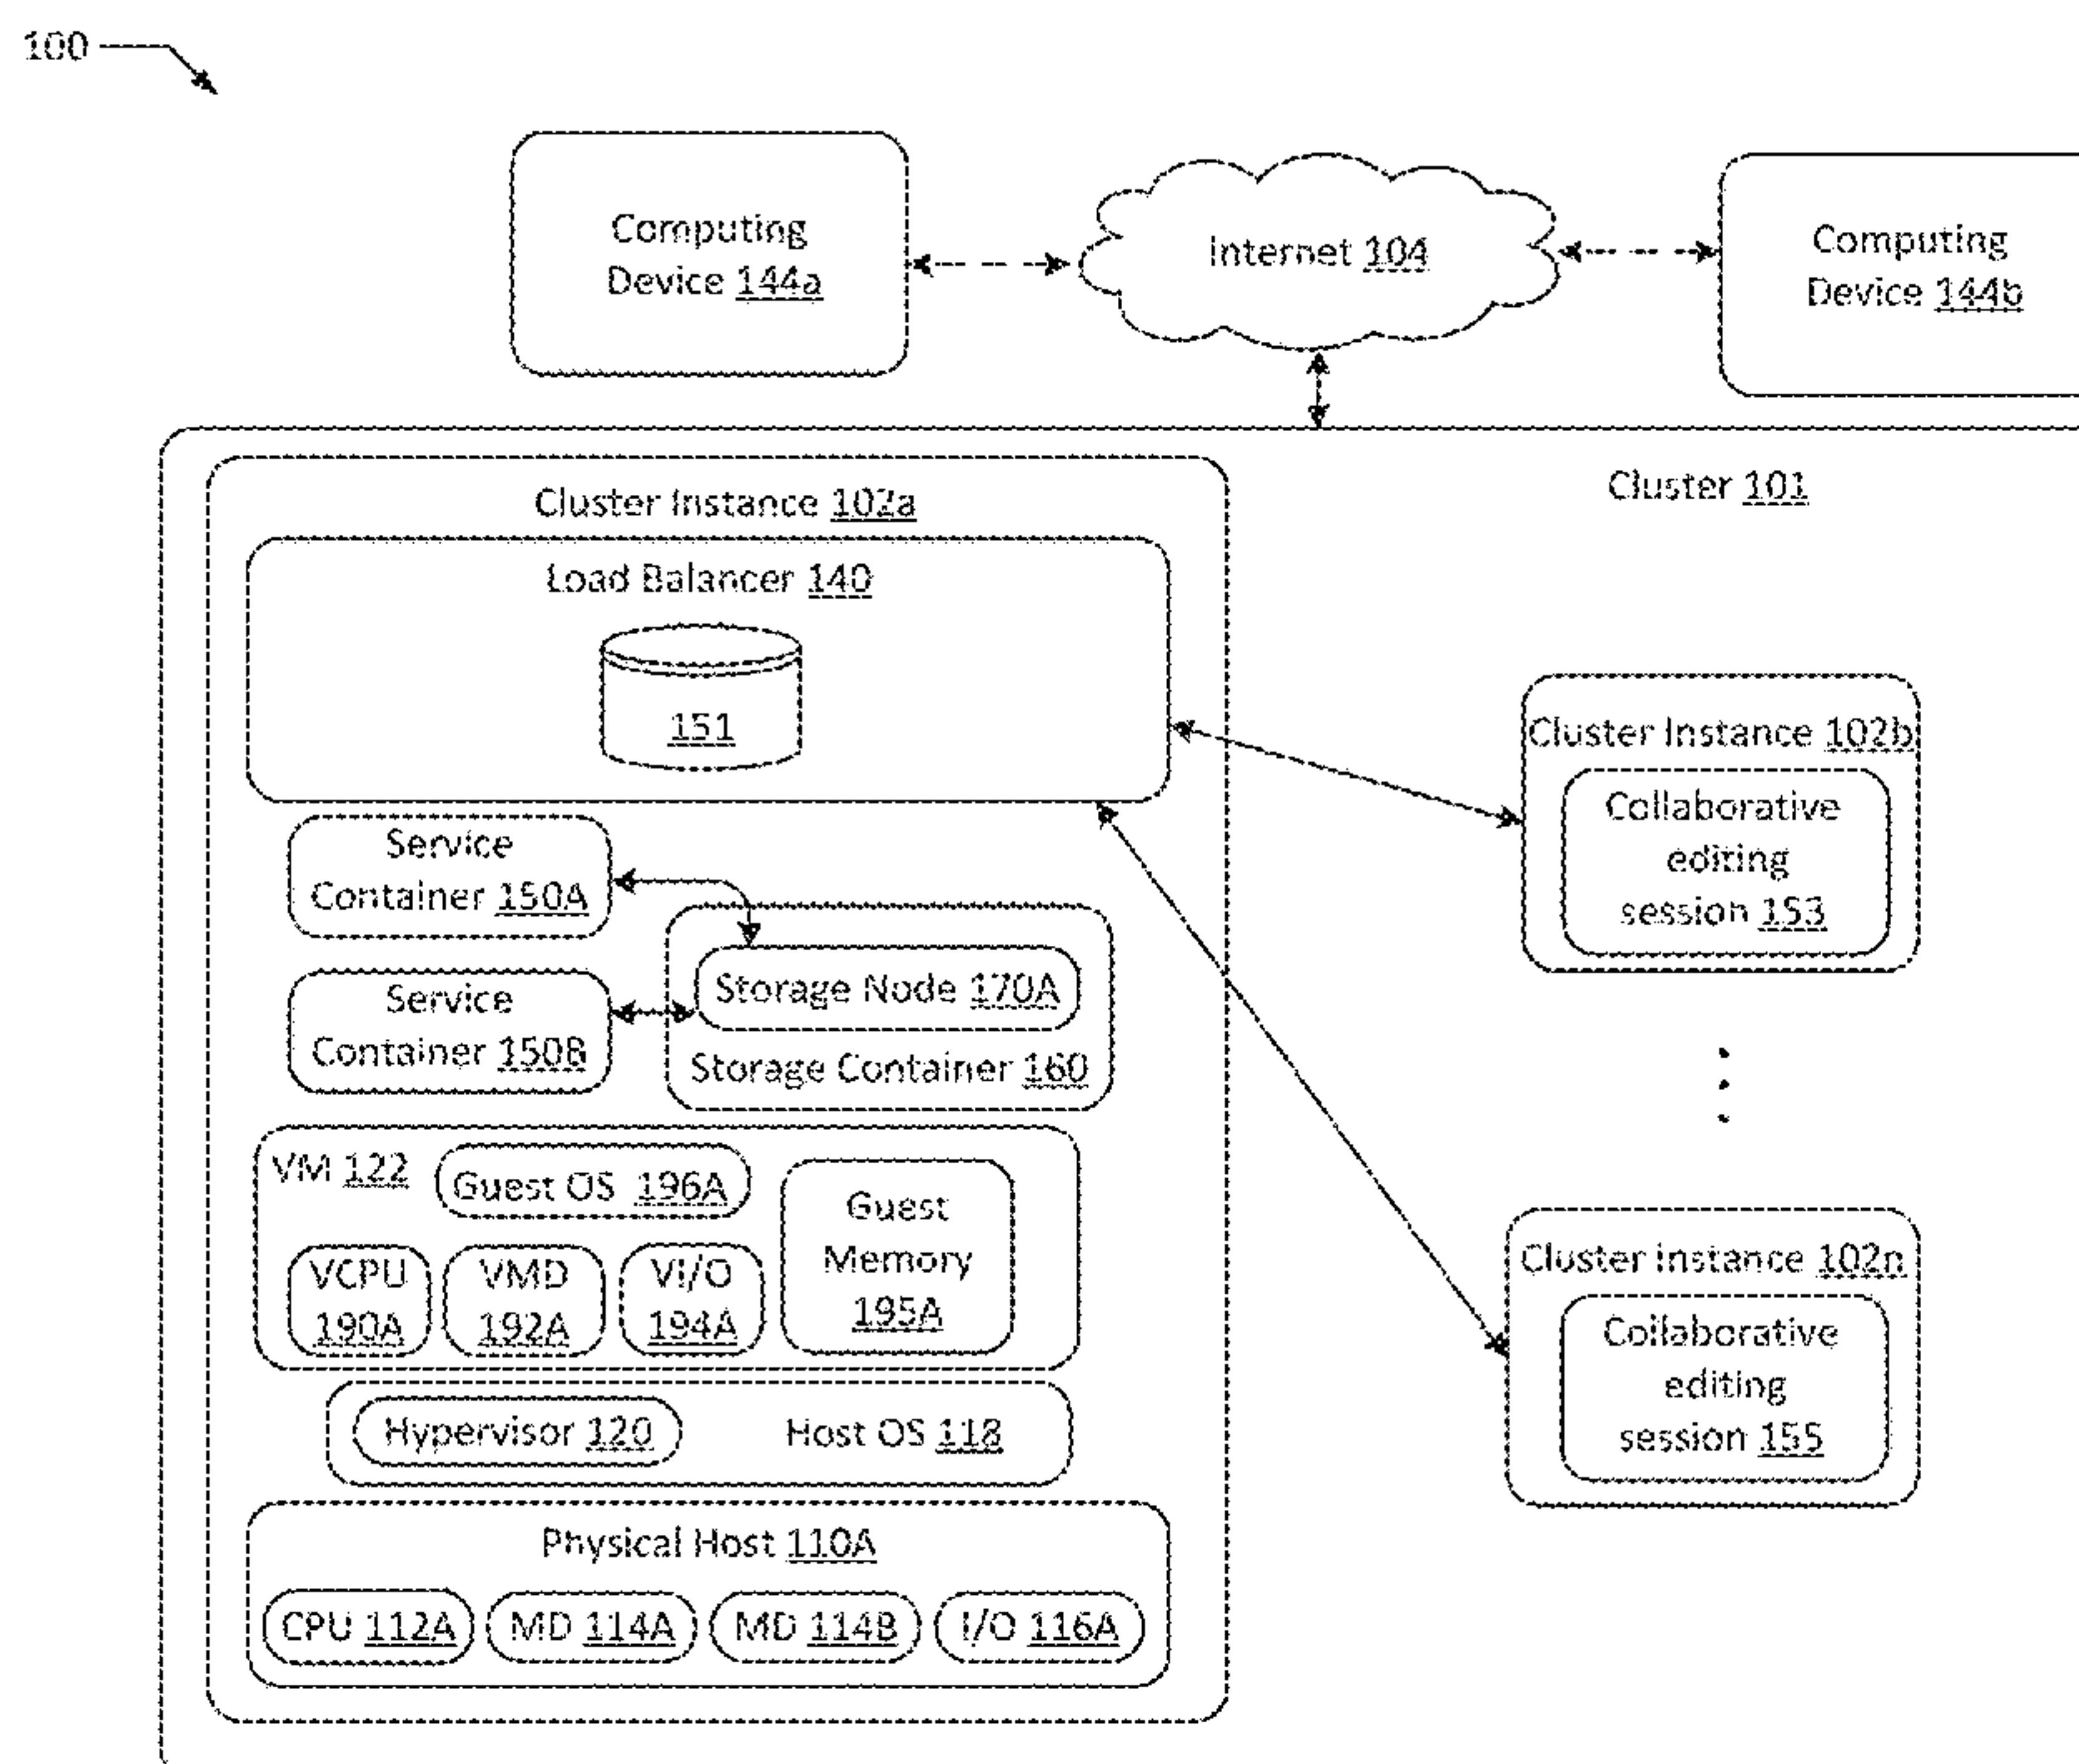 100
Computing
Device 144a
Internet 104
Computing
Device 144b
Cluster 101
Cluster Instance 102a
Load Balancer 140
151
Service
Container 150A
Storage Node 170A
Service
Container 150B
Storage Container 160
VM 122
Guest OS 196A
Guest
Memory
195A
VCPU
190A
VMD
192A
VI/O
194A
Hypervisor 120
Host OS 118
Physical Host 110A
CPU 112A
MD 114A
MD 114B
I/O 116A
Cluster Instance 102b
Collaborative
editing
session 153
Cluster Instance 102n
Collaborative
editing
session 155